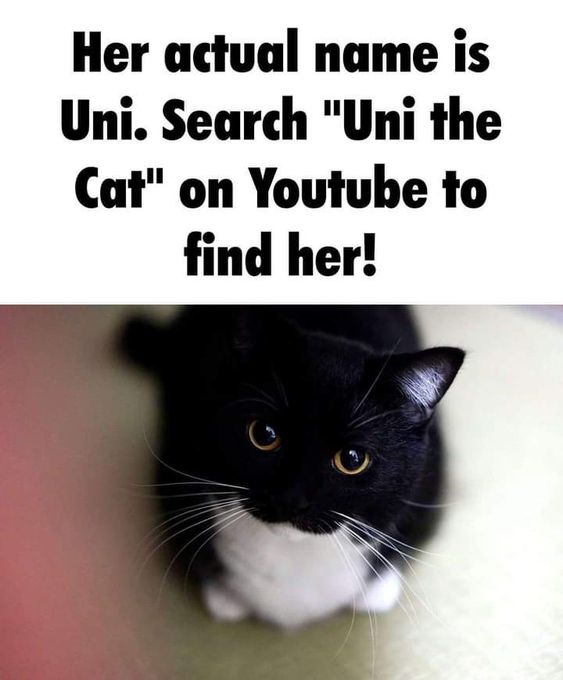 Her actual name is
Uni. Search "Uni the
Cat" on Youtube to
find her!